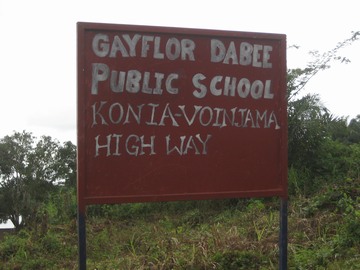 GAYFLOR DABEE
PUBLIC SCHOOL
KONIA-VOINJAMA
HIGH WAY